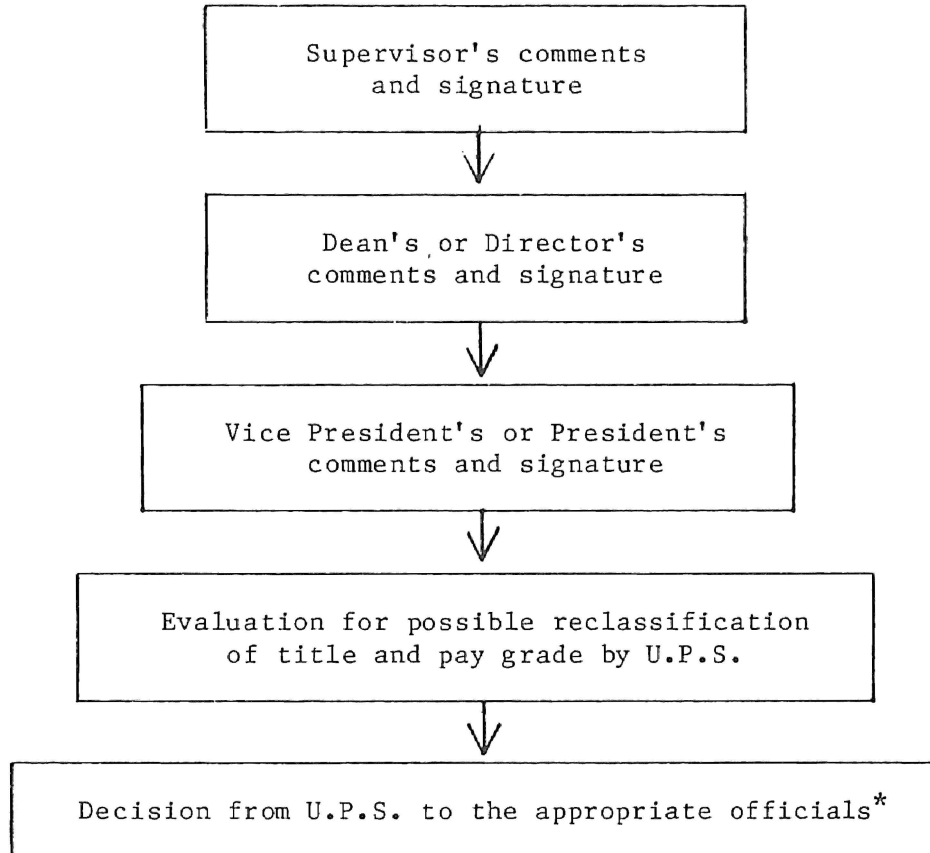 Supervisor's comments
and signature
Dean's or Director's
comments and signature
Vice President's or President's
comments and signature
Evaluation for possible reclassification
of title and pay grade by U.P.S.
Decision from U.P.S. to the appropriate officials*